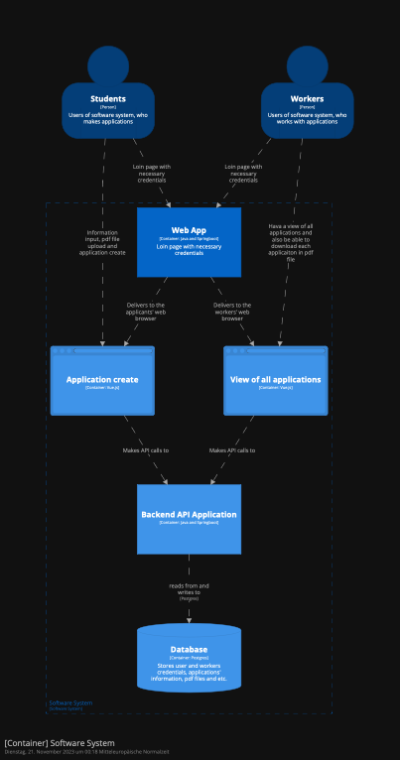 Students
[Person]
Users of software system, who
makes applications
Workers
[Person]
Users of software system, who
works with applications
Loin page with
necessary
credentials
Loin page with
necessary
credentials
Web App
[Container: Java and Springboot]
Loin page with necessary
credentials
Information
input, pdf file
upload and
application create
Have a view of all
applications and
also be able to
download each
applicaiton in pdf
file
Delivers to the
applicants' web
browser
Delivers to the
workers' web
browser
Application create
[Container: Vue.js]
View of all applications
[Container: Vue.js]
Makes API calls to
Makes API calls to
Backend API Application
[Container: Java and Springboot]
reads from and
writes to
[Postgres]
Database
[Container: Postgres]
Stores user and workers
credentials, applications'
information, pdf files and etc.
Software System
[Software System]
[Container] Software System
Dienstag, 21. November 2023 um 00:18 Mitteleuropäische Normalzeit